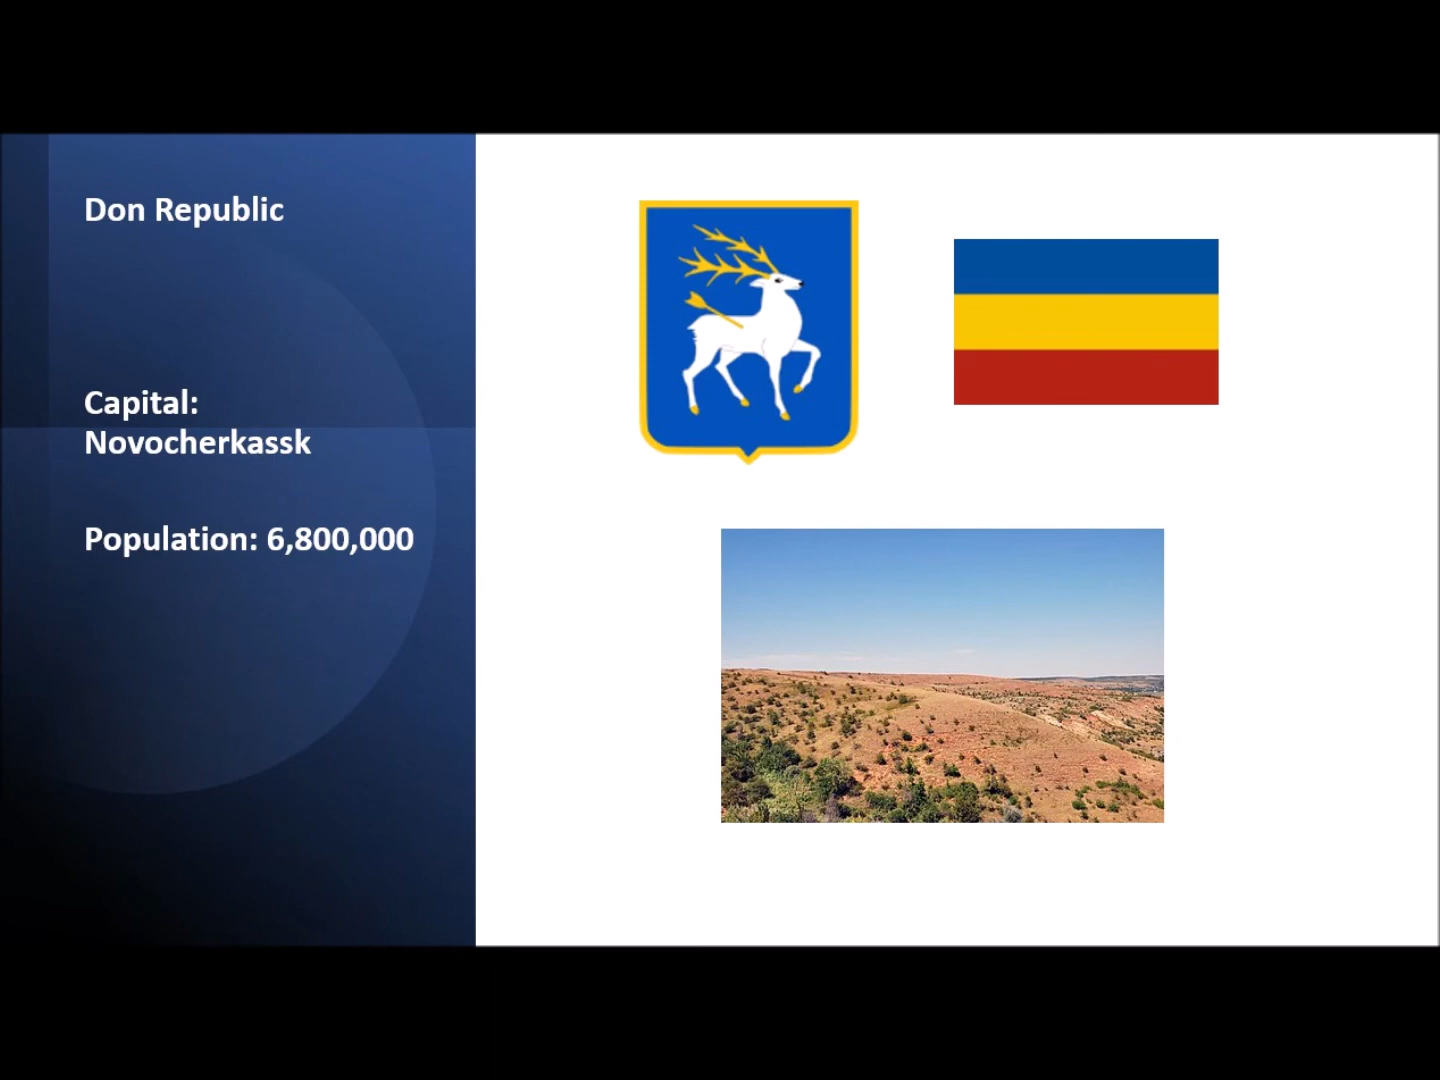 Don Republic
Capital:
Novocherkassk
Population: 6,800,000